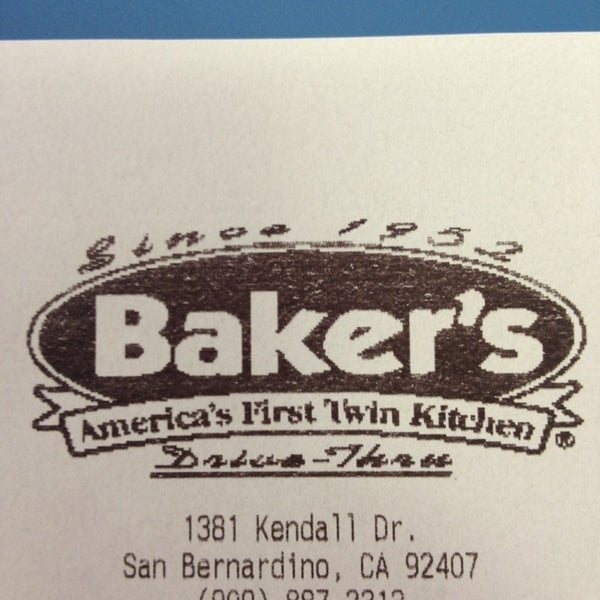 Since 1952
Baker's
America's First Twin Kitchen®
Drive-Thru
1381 Kendall Dr.
San Bernardino, CA 92407